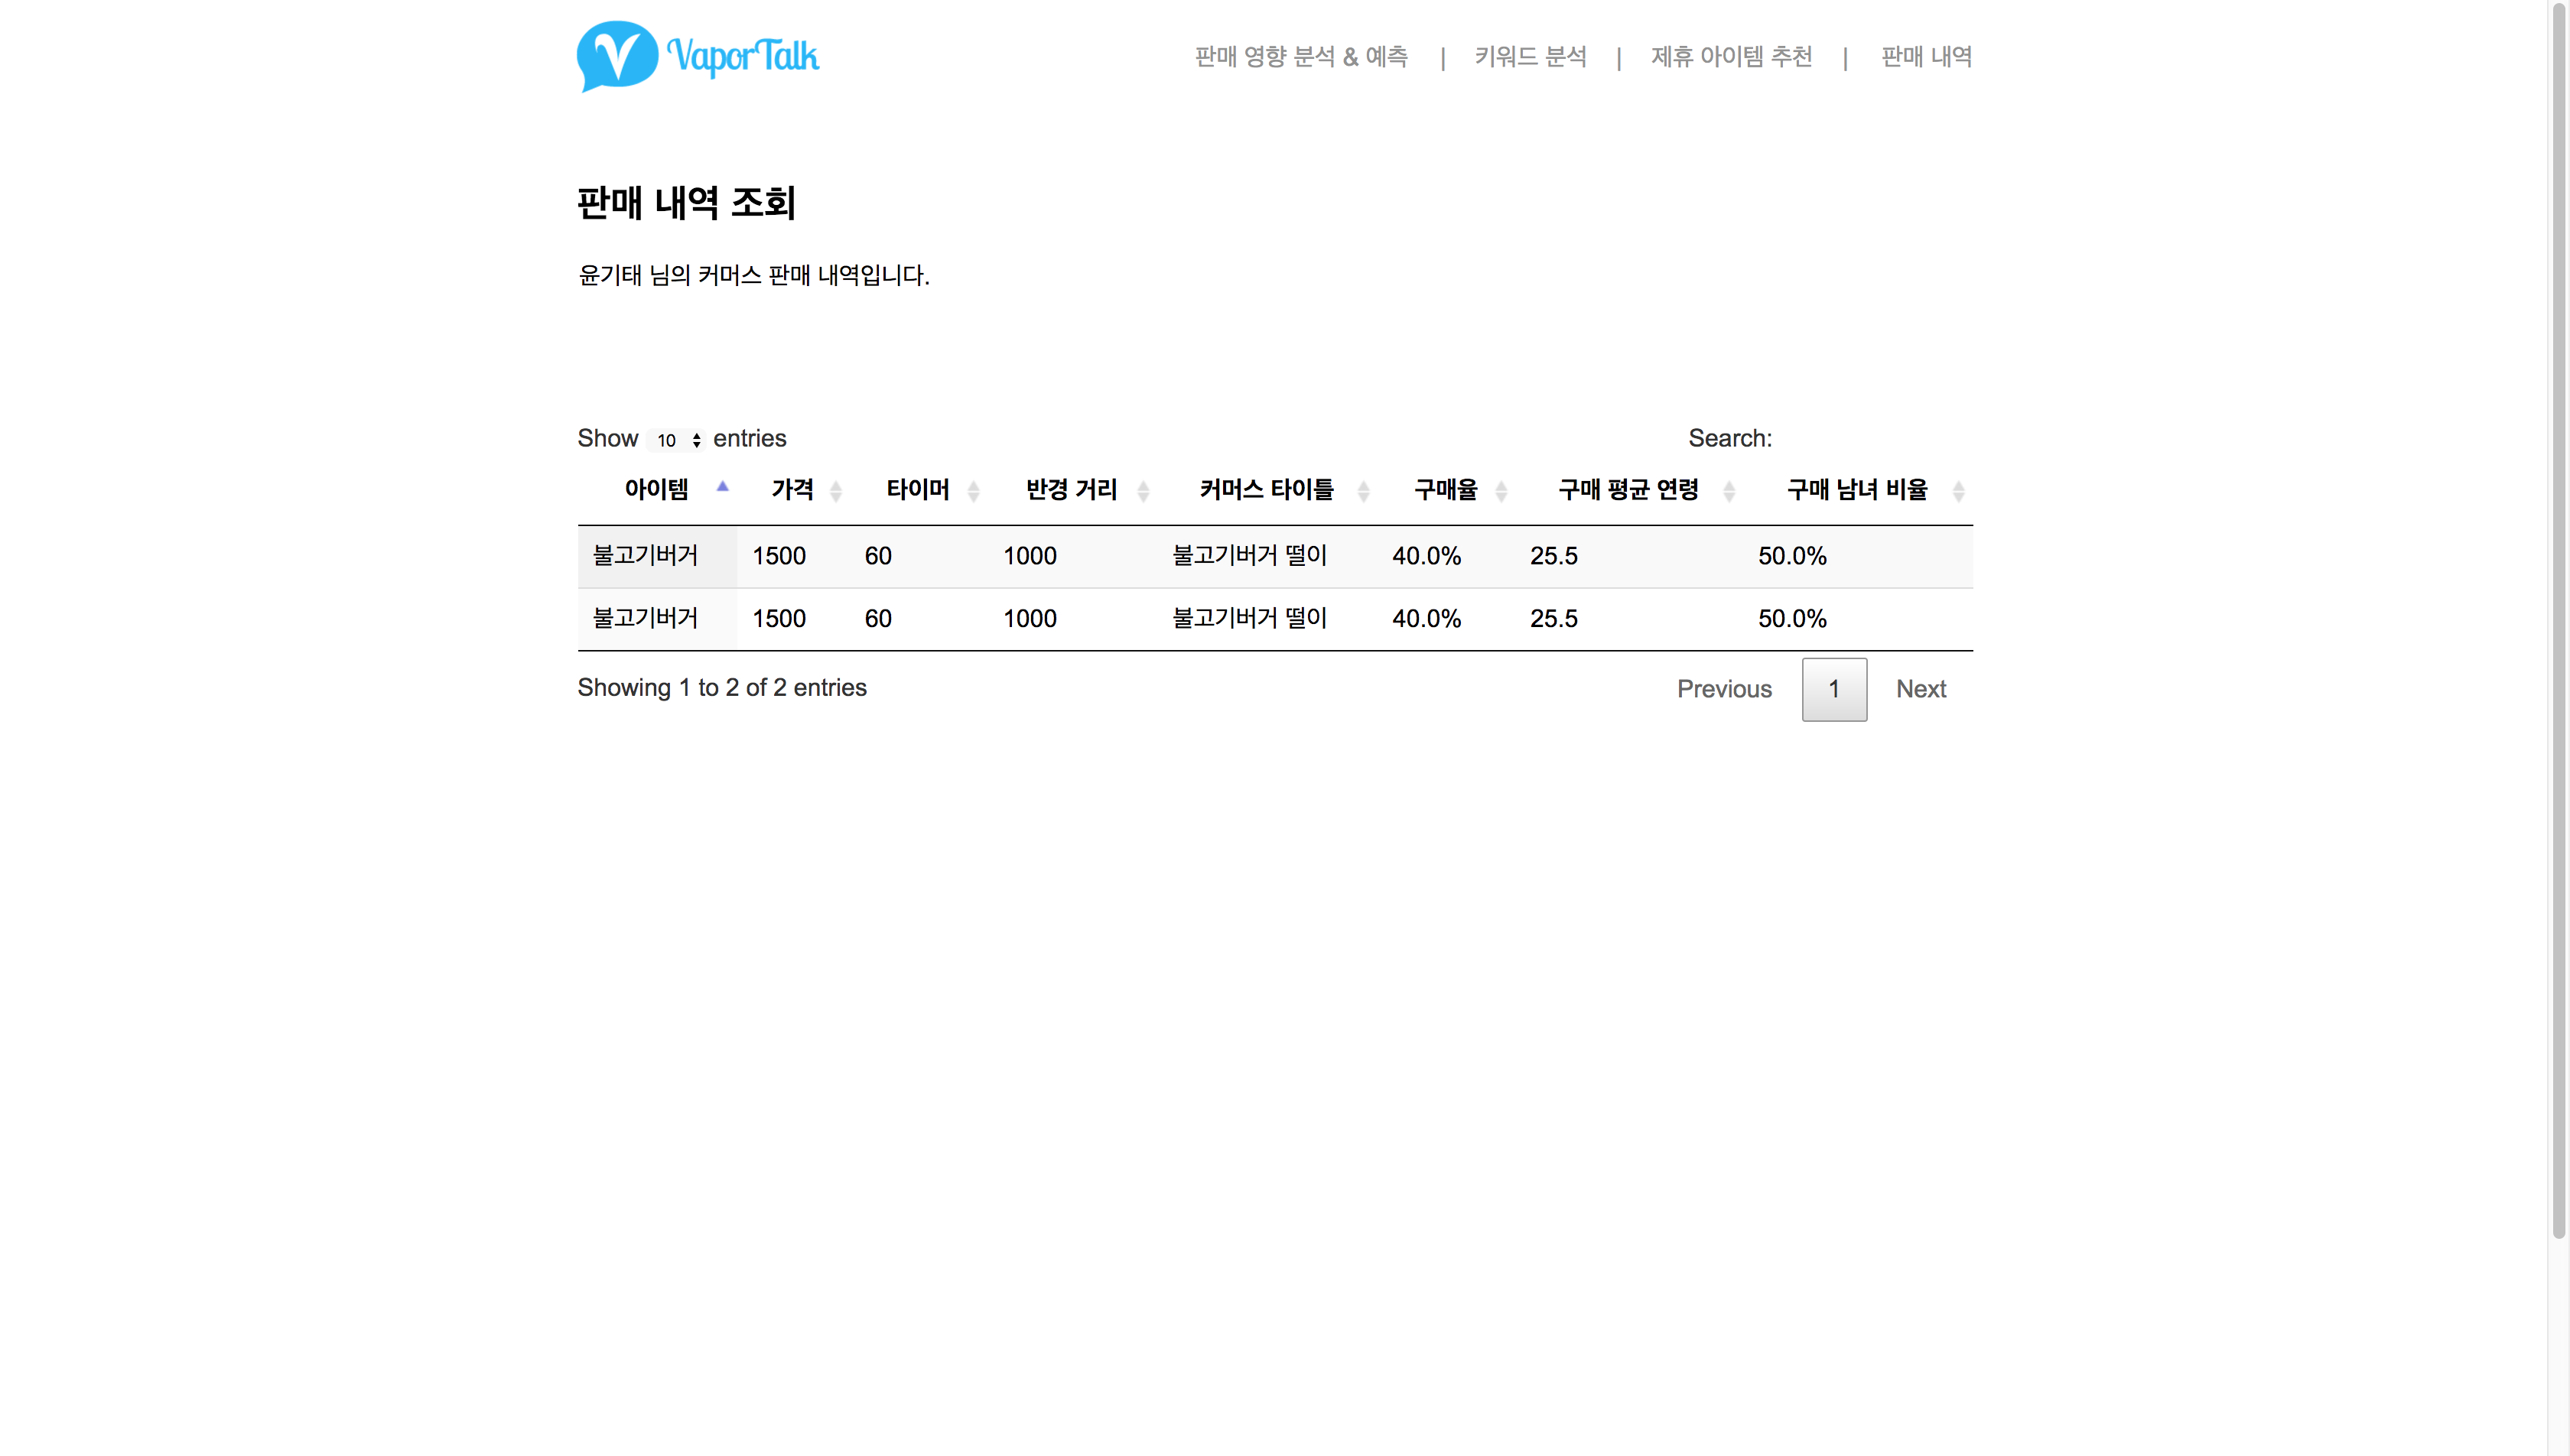 V VaporTalk
판매 영향 분석 & 예측 | 키워드 분석 | 제휴 아이템 추천 | 판매 내역
판매 내역 조회
윤기태 님의 커머스 판매 내역입니다.
Show 10 entries Search:
아이템 가격 타이머 반경 거리 커머스 타이틀 구매율 구매 평균 연령 구매 남녀 비율
불고기버거 1500 60 1000 불고기버거 떨이 40.0% 25.5 50.0%
불고기버거 1500 60 1000 불고기버거 떨이 40.0% 25.5 50.0%
Showing 1 to 2 of 2 entries Previous 1 Next